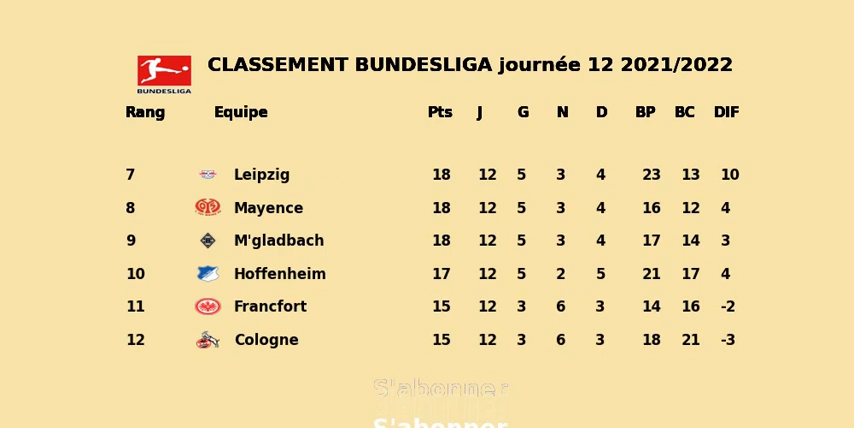 CLASSEMENT BUNDESLIGA journée 12 2021/2022
BUNDESLIGA
Rang Equipe Pts J G N D BP BC DIF
7 Leipzig 18 12 5 3 4 23 13 10
8 Mayence 18 12 5 3 4 16 12 4
9 M'gladbach 18 12 5 3 4 17 14 3
10 Hoffenheim 17 12 5 2 5 21 17 4
11 Francfort 15 12 3 6 3 14 16 -2
12 Cologne 15 12 3 6 3 18 21 -3
S'abonner
S'abonner